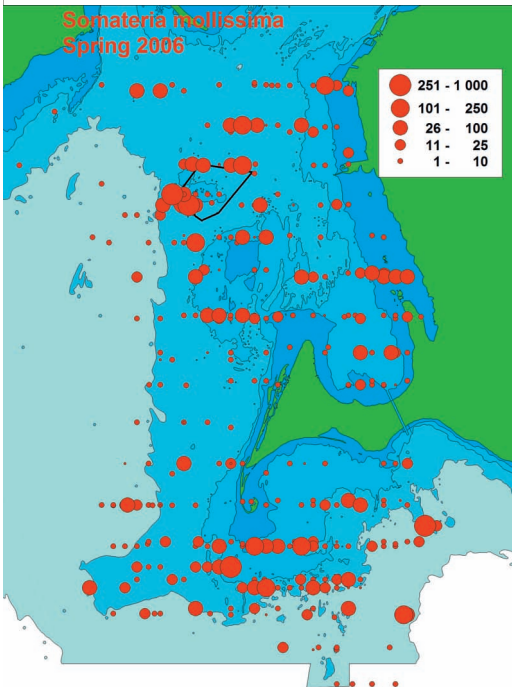 Somateria mollissima
Spring 2006
251 - 1 000
101 - 250
26 - 100
11 - 25
1 - 10